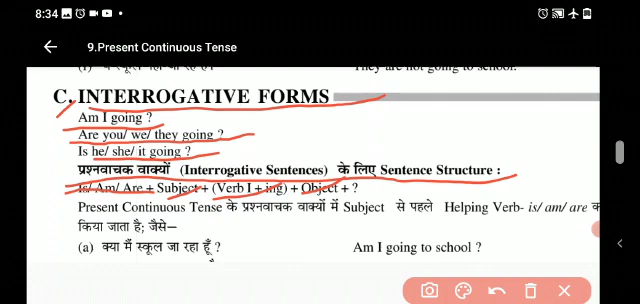 8:34
9.Present Continuous Tense
They are not going to school.
C. INTERROGATIVE FORMS
Am I going ?
Are you/ we/ they going ?
Is he/ she/ it going ?
प्रश्नवाचक वाक्यों (Interrogative Sentences) के लिए Sentence Structure :
Is/ Am/ Are + Subject + (Verb I + ing) + Object + ?
Present Continuous Tense के प्रश्नवाचक वाक्यों में Subject से पहले Helping Verb- is/ am/ are
किया जाता है; जैसे—
(a) क्या मैं स्कूल जा रहा हूँ ? Am I going to school ?